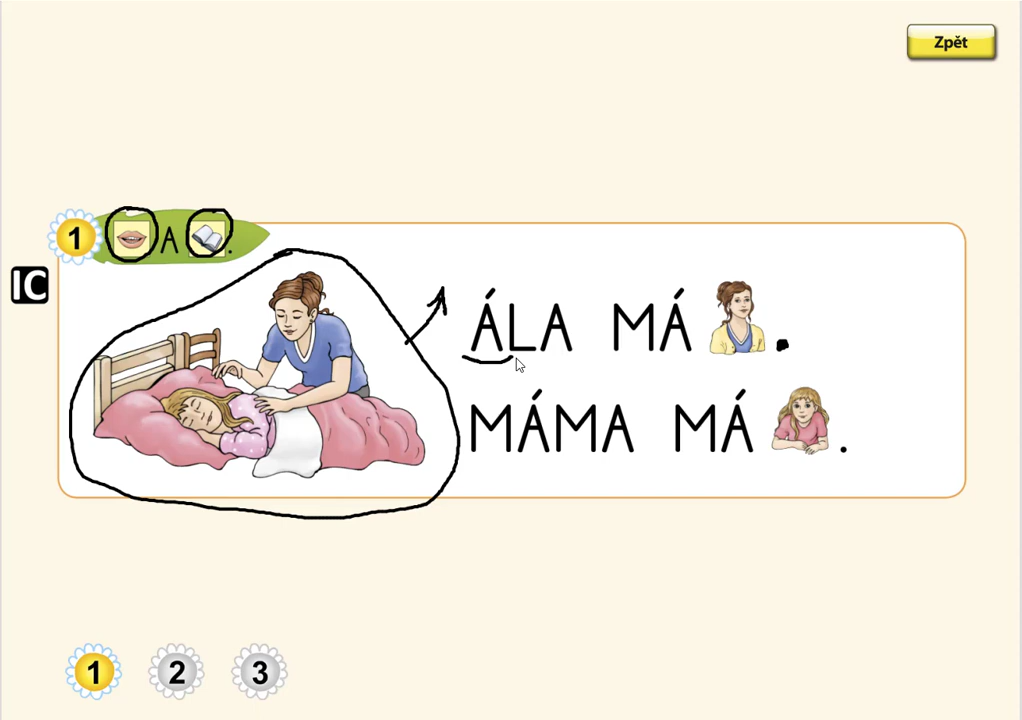 Zpět
1 A .
IC
ÁLA MÁ .
MÁMA MÁ .
1 2 3